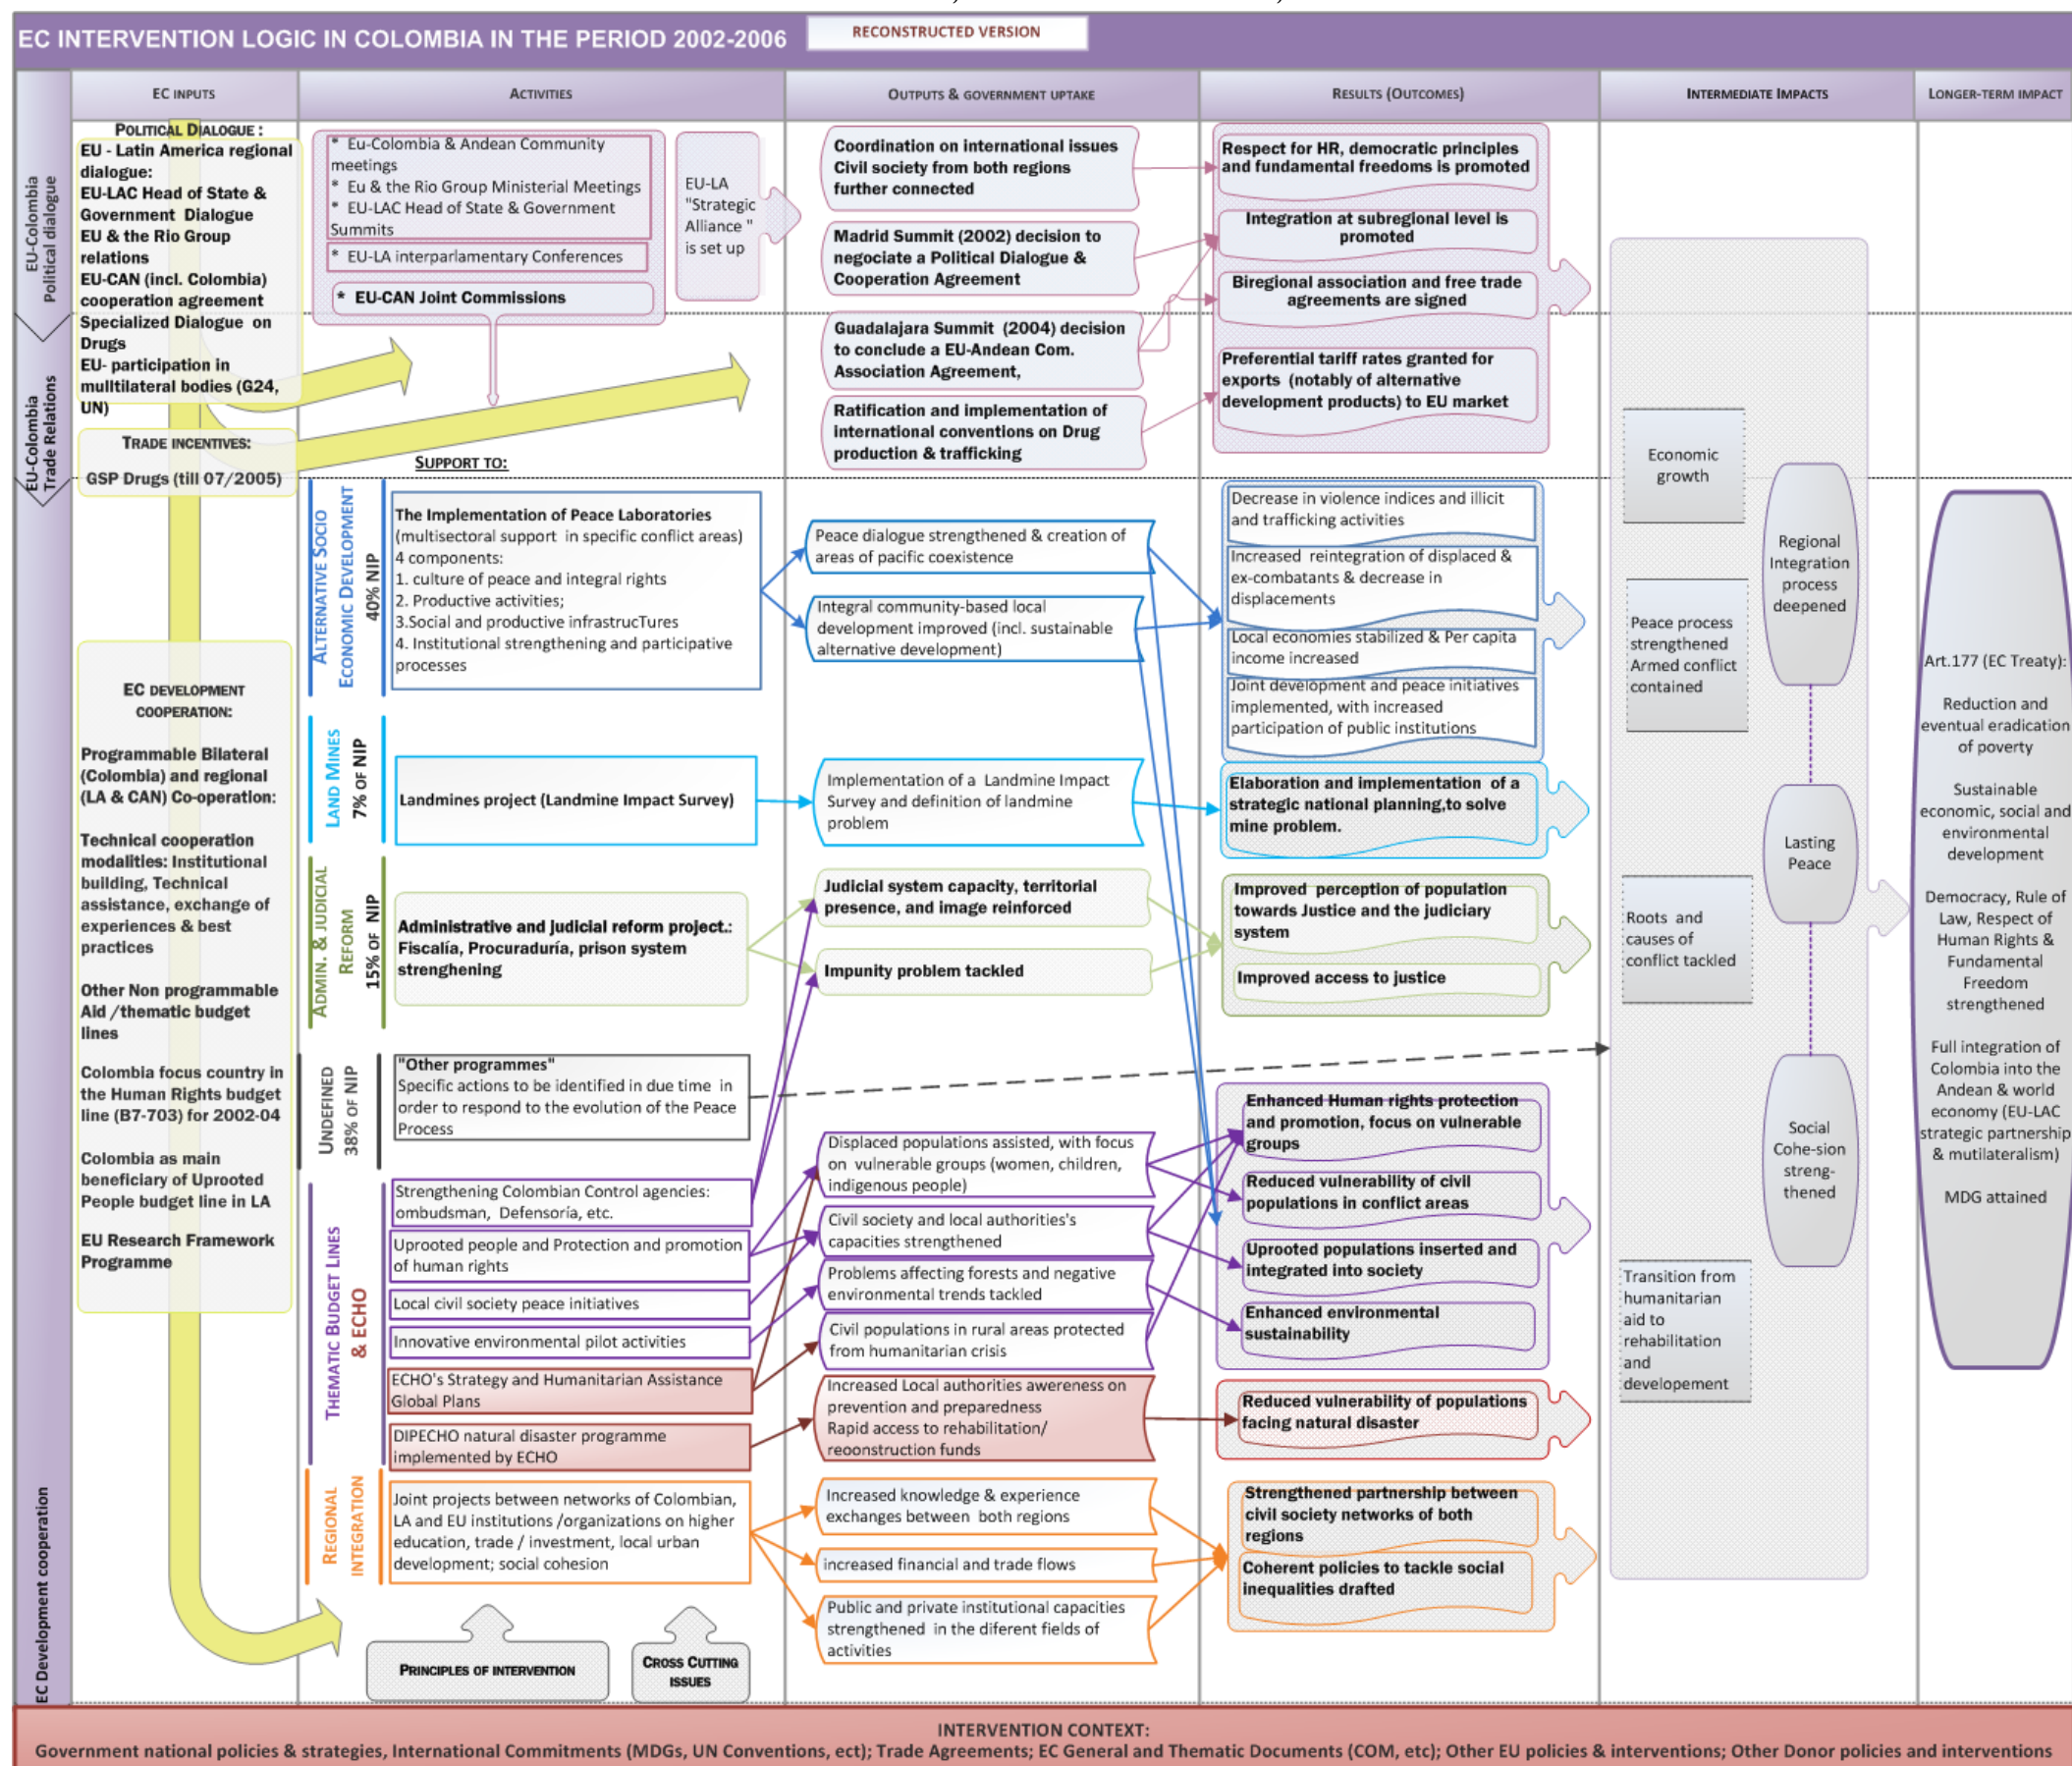 EC INTERVENTION LOGIC IN COLOMBIA IN THE PERIOD 2002-2006
RECONSTRUCTED VERSION
EC INPUTS
ACTIVITIES
OUTPUTS & GOVERNMENT UPTAKE
RESULTS (OUTCOMES)
INTERMEDIATE IMPACTS
LONGER-TERM IMPACT
EU-Colombia
Political dialogue
EU-Colombia
Trade Relations
EC Development cooperation
POLITICAL DIALOGUE :
EU - Latin America regional
dialogue:
EU-LAC Head of State &
Government Dialogue
EU & the Rio Group
relations
EU-CAN (incl. Colombia)
cooperation agreement
Specialized Dialogue on
Drugs
EU- participation in
mulltilateral bodies (G24,
UN)
TRADE INCENTIVES:
GSP Drugs (till 07/2005)
EC DEVELOPMENT
COOPERATION:
Programmable Bilateral
(Colombia) and regional
(LA & CAN) Co-operation:
Technical cooperation
modalities: Institutional
building, Technical
assistance, exchange of
experiences & best
practices
Other Non programmable
Aid /thematic budget
lines
Colombia focus country in
the Human Rights budget
line (B7-703) for 2002-04
Colombia as main
beneficiary of Uprooted
People budget line in LA
EU Research Framework
Programme
* Eu-Colombia & Andean Community
meetings
* Eu & the Rio Group Ministerial Meetings
* EU-LAC Head of State & Government
Summits
* EU-LA interparlamentary Conferences
* EU-CAN Joint Commissions
EU-LA
"Strategic
Alliance "
is set up
SUPPORT TO:
ALTERNATIVE SOCIO
ECONOMIC DEVELOPMENT
40% NIP
The Implementation of Peace Laboratories
(multisectoral support in specific conflict areas)
4 components:
1. culture of peace and integral rights
2. Productive activities;
3.Social and productive infrastrucTures
4. Institutional strengthening and participative
processes
LAND MINES
7% OF NIP
Landmines project (Landmine Impact Survey)
ADMIN. & JUDICIAL
REFORM
15% OF NIP
Administrative and judicial reform project.:
Fiscalía, Procuraduría, prison system
strenghening
UNDEFINED
38% OF NIP
"Other programmes"
Specific actions to be identified in due time in
order to respond to the evolution of the Peace
Process
THEMATIC BUDGET LINES
& ECHO
Strengthening Colombian Control agencies:
ombudsman, Defensoría, etc.
Uprooted people and Protection and promotion
of human rights
Local civil society peace initiatives
Innovative environmental pilot activities
ECHO's Strategy and Humanitarian Assistance
Global Plans
DIPECHO natural disaster programme
implemented by ECHO
REGIONAL
INTEGRATION
Joint projects between networks of Colombian,
LA and EU institutions /organizations on higher
education, trade / investment, local urban
development; social cohesion
PRINCIPLES OF INTERVENTION
CROSS CUTTING
ISSUES
Coordination on international issues
Civil society from both regions
further connected
Madrid Summit (2002) decision to
negociate a Political Dialogue &
Cooperation Agreement
Guadalajara Summit (2004) decision
to conclude a EU-Andean Com.
Association Agreement,
Ratification and implementation of
international conventions on Drug
production & trafficking
Peace dialogue strengthened & creation of
areas of pacific coexistence
Integral community-based local
development improved (incl. sustainable
alternative development)
Implementation of a Landmine Impact
Survey and definition of landmine
problem
Judicial system capacity, territorial
presence, and image reinforced
Impunity problem tackled
Displaced populations assisted, with focus
on vulnerable groups (women, children,
indigenous people)
Civil society and local authorities's
capacities strengthened
Problems affecting forests and negative
environmental trends tackled
Civil populations in rural areas protected
from humanitarian crisis
Increased Local authorities awereness on
prevention and preparedness
Rapid access to rehabilitation/
reoonstruction funds
Increased knowledge & experience
exchanges between both regions
increased financial and trade flows
Public and private institutional capacities
strengthened in the diferent fields of
activities
Respect for HR, democratic principles
and fundamental freedoms is promoted
Integration at subregional level is
promoted
Biregional association and free trade
agreements are signed
Preferential tariff rates granted for
exports (notably of alternative
development products) to EU market
Decrease in violence indices and illicit
and trafficking activities
Increased reintegration of displaced &
ex-combatants & decrease in
displacements
Local economies stabilized & Per capita
income increased
Joint development and peace initiatives
implemented, with increased
participation of public institutions
Elaboration and implementation of a
strategic national planning,to solve
mine problem.
Improved perception of population
towards Justice and the judiciary
system
Improved access to justice
Enhanced Human rights protection
and promotion, focus on vulnerable
groups
Reduced vulnerability of civil
populations in conflict areas
Uprooted populations inserted and
integrated into society
Enhanced environmental
sustainability
Reduced vulnerability of populations
facing natural disaster
Strengthened partnership between
civil society networks of both
regions
Coherent policies to tackle social
inequalities drafted
Economic
growth
Peace process
strengthened
Armed conflict
contained
Roots and
causes of
conflict tackled
Transition from
humanitarian
aid to
rehabilitation
and
developement
Regional
Integration
process
deepened
Lasting
Peace
Social
Cohe-sion
streng-
thened
Art.177 (EC Treaty):
Reduction and
eventual eradication
of poverty
Sustainable
economic, social and
environmental
development
Democracy, Rule of
Law, Respect of
Human Rights &
Fundamental
Freedom
strengthened
Full integration of
Colombia into the
Andean & world
economy (EU-LAC
strategic partnership
& mutilateralism)
MDG attained
INTERVENTION CONTEXT:
Government national policies & strategies, International Commitments (MDGs, UN Conventions, ect); Trade Agreements; EC General and Thematic Documents (COM, etc); Other EU policies & interventions; Other Donor policies and interventions